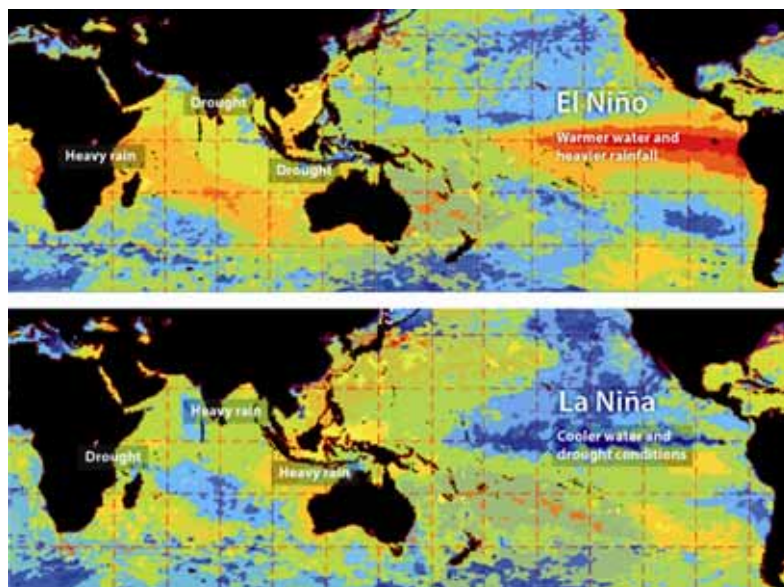 Drought
El Niño
Heavy rain
Warmer water and
heavier rainfall
Drought
La Niña
Heavy rain
Cooler water and
drought conditions
Drought
Heavy rain